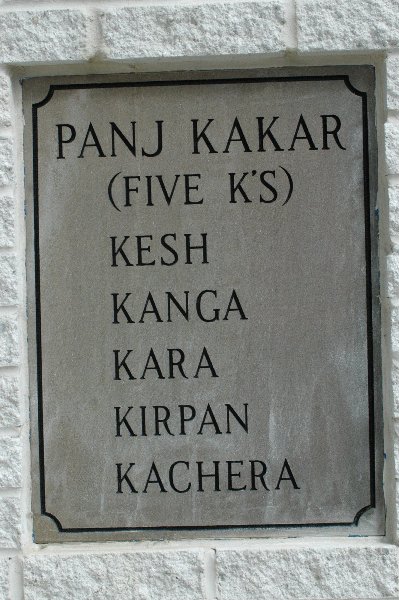 PANJ KAKAR
(FIVE K'S)
KESH
KANGA
KARA
KIRPAN
KACHERA